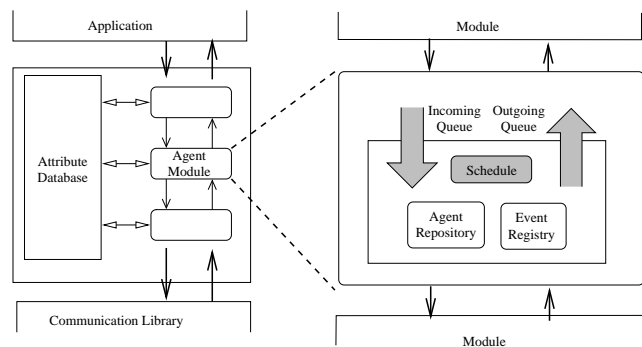 Application
Attribute
Database
Agent
Module
Communication Library
Module
Incoming
Queue
Outgoing
Queue
Schedule
Agent
Repository
Event
Registry
Module